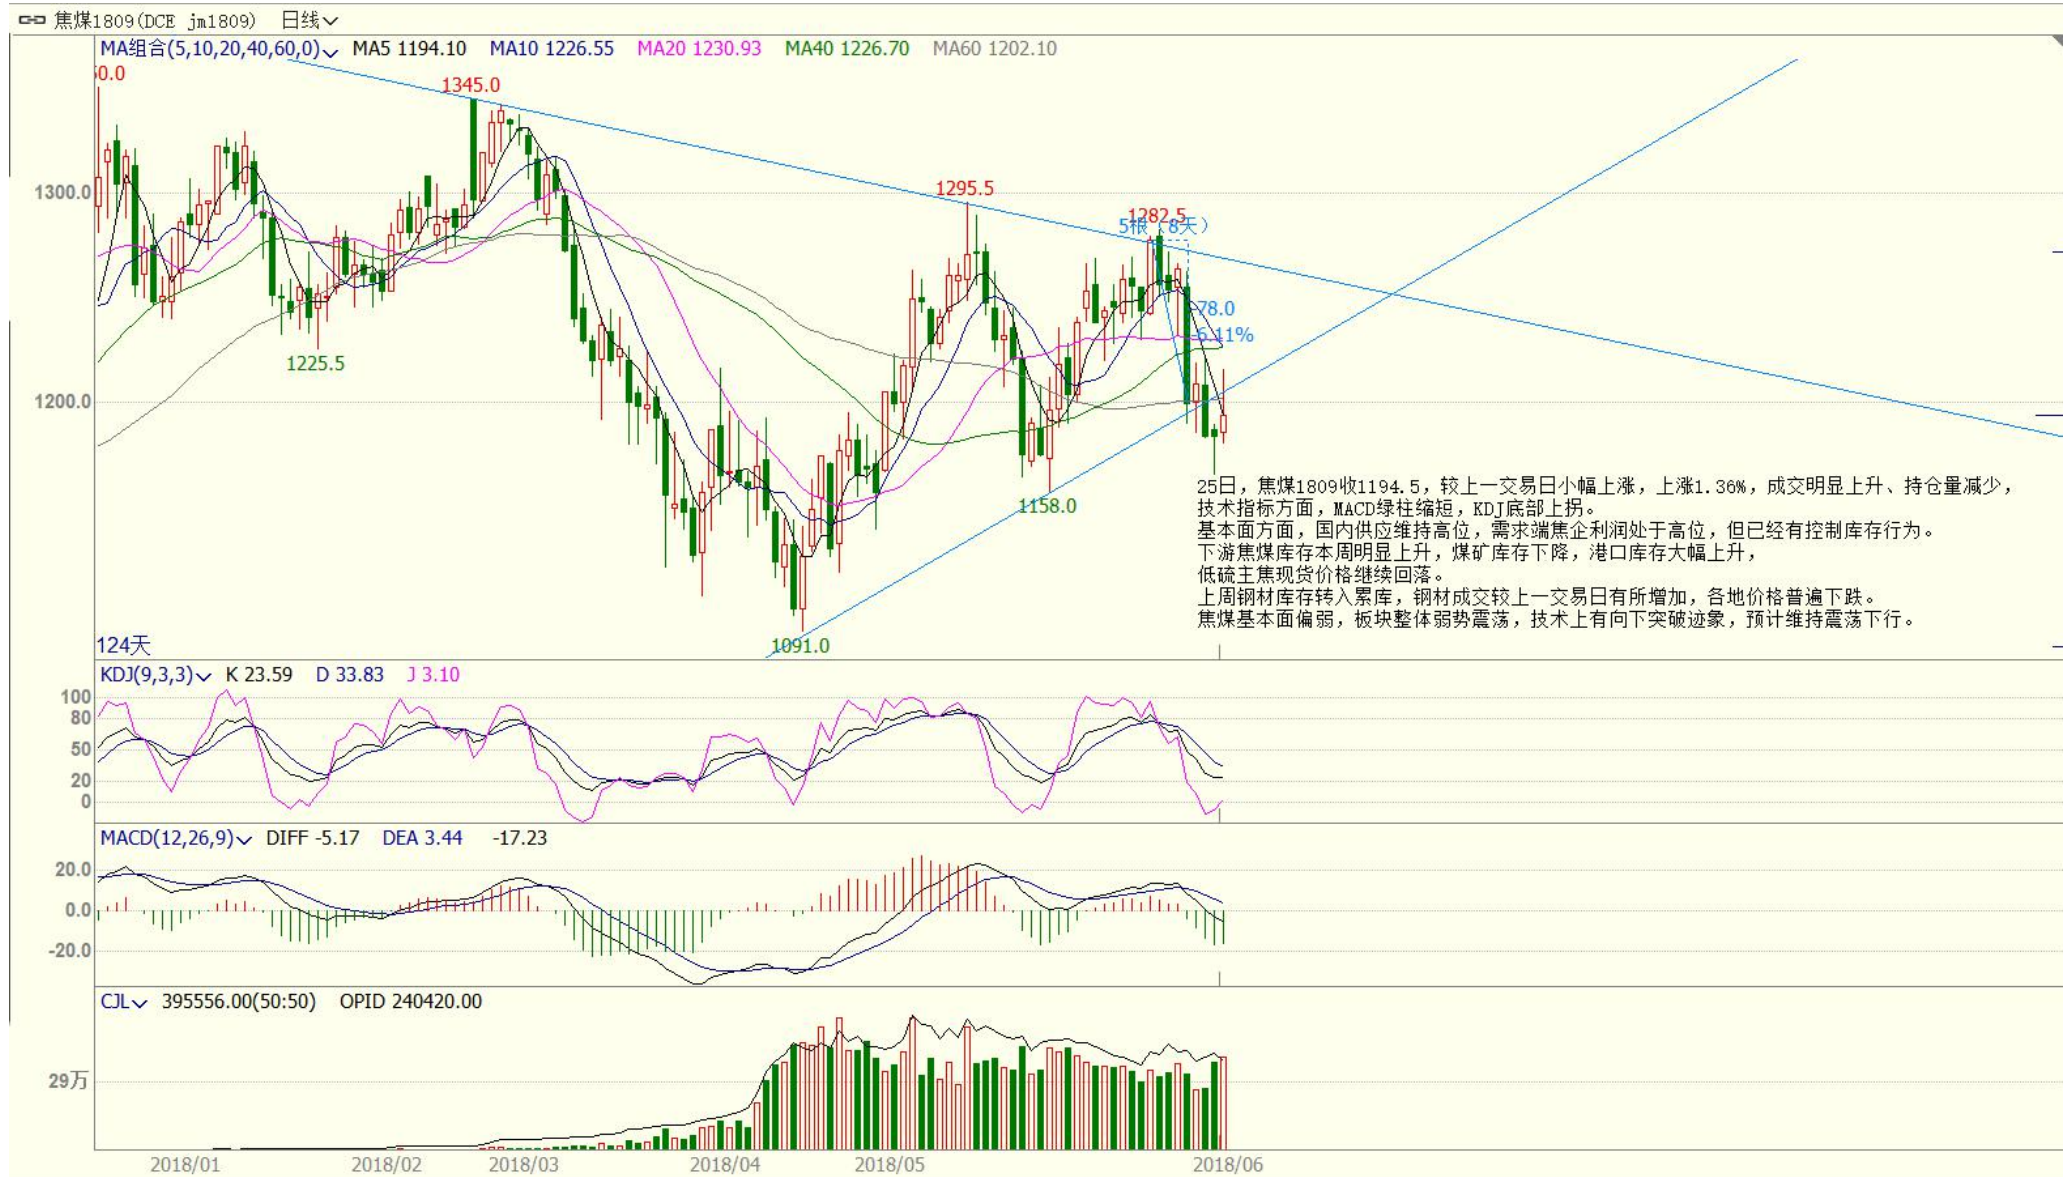 焦煤1809(DCE jm1809) 日线
MA组合(5,10,20,40,60,0) MA5 1194.10 MA10 1226.55 MA20 1230.93 MA40 1226.70 MA60 1202.10
50.0
1345.0
1300.0
1295.5
1282.5
5根（8天）
-78.0
-6.11%
1225.5
1200.0
1158.0
25日，焦煤1809收1194.5，较上一交易日小幅上涨，上涨1.36%，成交明显上升、持仓量减少，
技术指标方面，MACD绿柱缩短，KDJ底部上拐。
基本面方面，国内供应维持高位，需求端焦企利润处于高位，但已经有控制库存行为。
下游焦煤库存本周明显上升，煤矿库存下降，港口库存大幅上升，
低硫主焦现货价格继续回落。
上周钢材库存转入累库，钢材成交较上一交易日有所增加，各地价格普遍下跌。
焦煤基本面偏弱，板块整体弱势震荡，技术上有向下突破迹象，预计维持震荡下行。
1091.0
124天
KDJ(9,3,3) K 23.59 D 33.83 J 3.10
100
80
50
20
0
MACD(12,26,9) DIFF -5.17 DEA 3.44 -17.23
20.0
0.0
-20.0
CJL 395556.00(50:50) OPID 240420.00
29万
2018/01 2018/02 2018/03 2018/04 2018/05 2018/06